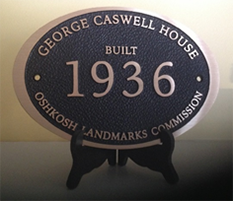 GEORGE CASWELL HOUSE
BUILT
1936
OSHKOSH LANDMARKS COMMISSION